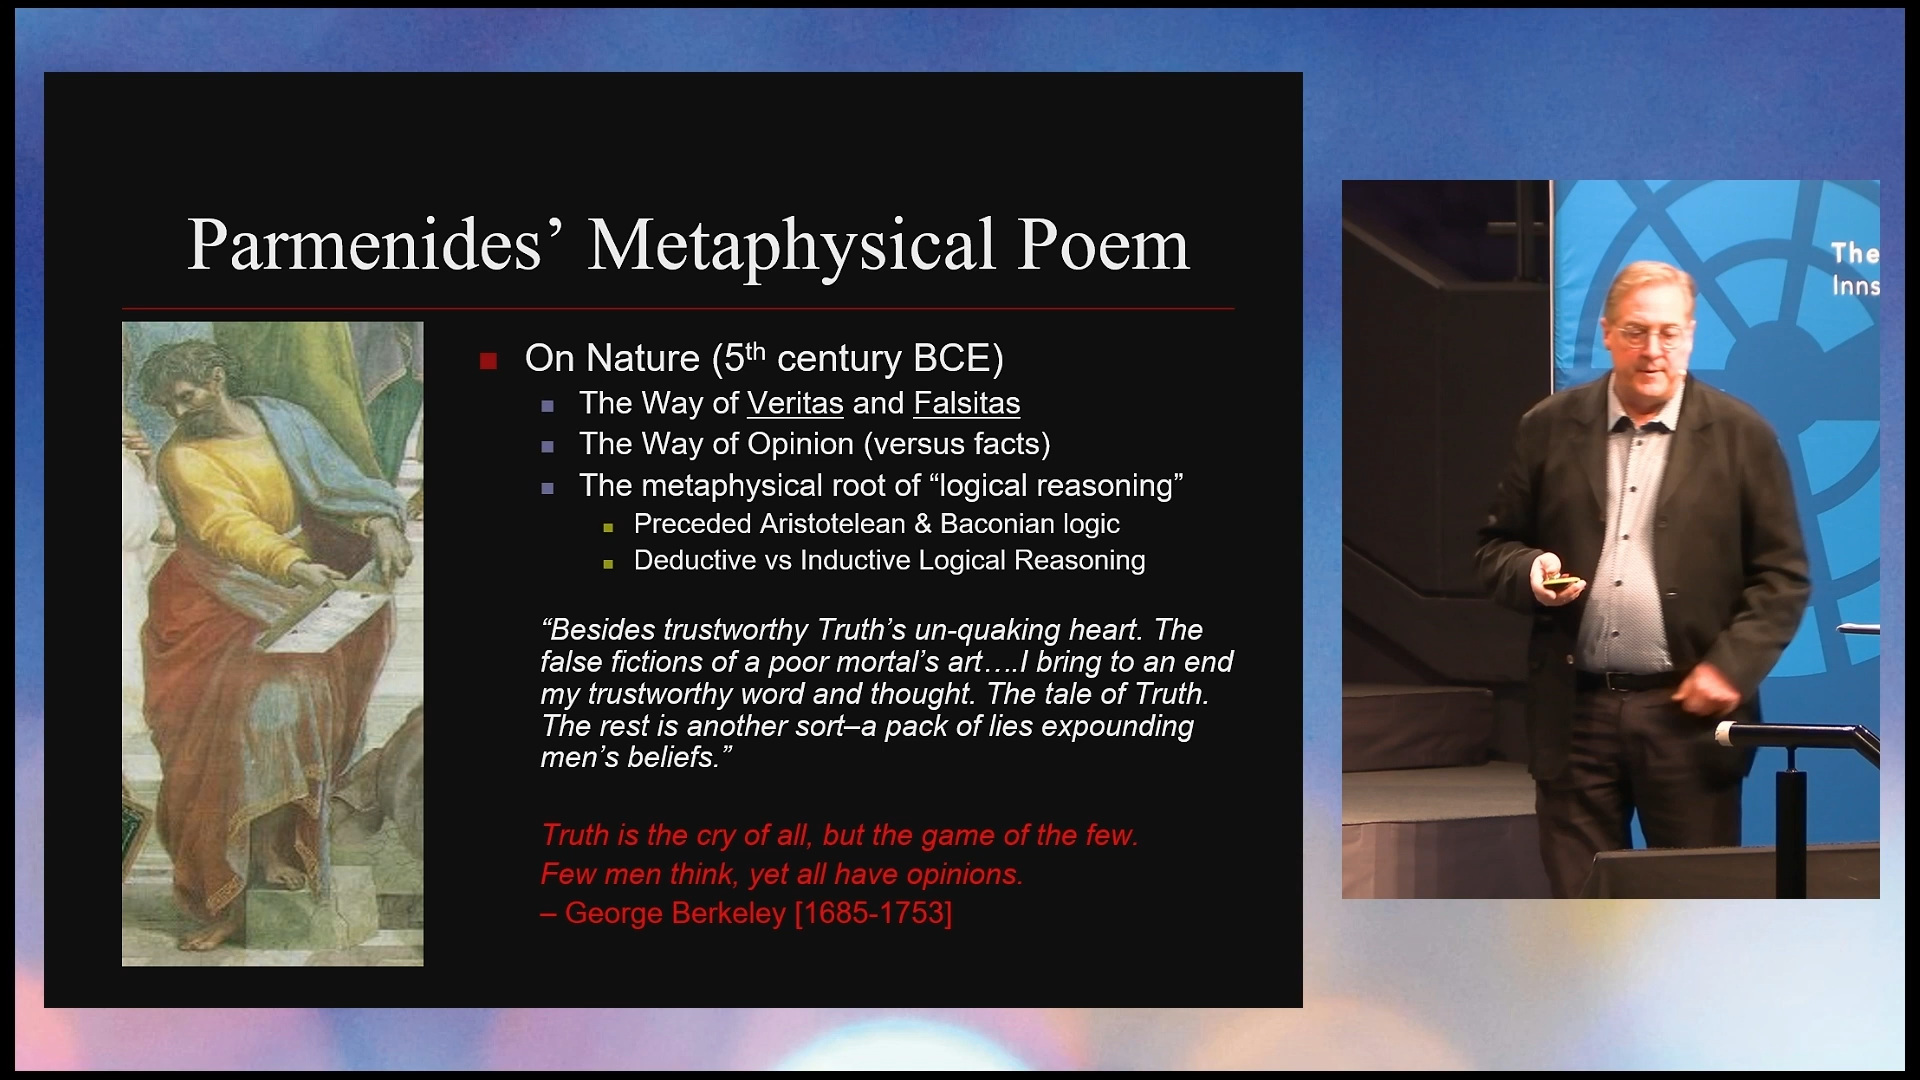 Parmenides’ Metaphysical Poem
On Nature (5th century BCE)
The Way of Veritas and Falsitas
The Way of Opinion (versus facts)
The metaphysical root of “logical reasoning”
Preceded Aristotelean & Baconian logic
Deductive vs Inductive Logical Reasoning
“Besides trustworthy Truth’s un-quaking heart. The
false fictions of a poor mortal’s art….I bring to an end
my trustworthy word and thought. The tale of Truth.
The rest is another sort–a pack of lies expounding
men’s beliefs.”
Truth is the cry of all, but the game of the few.
Few men think, yet all have opinions.
– George Berkeley [1685-1753]
The
Inns